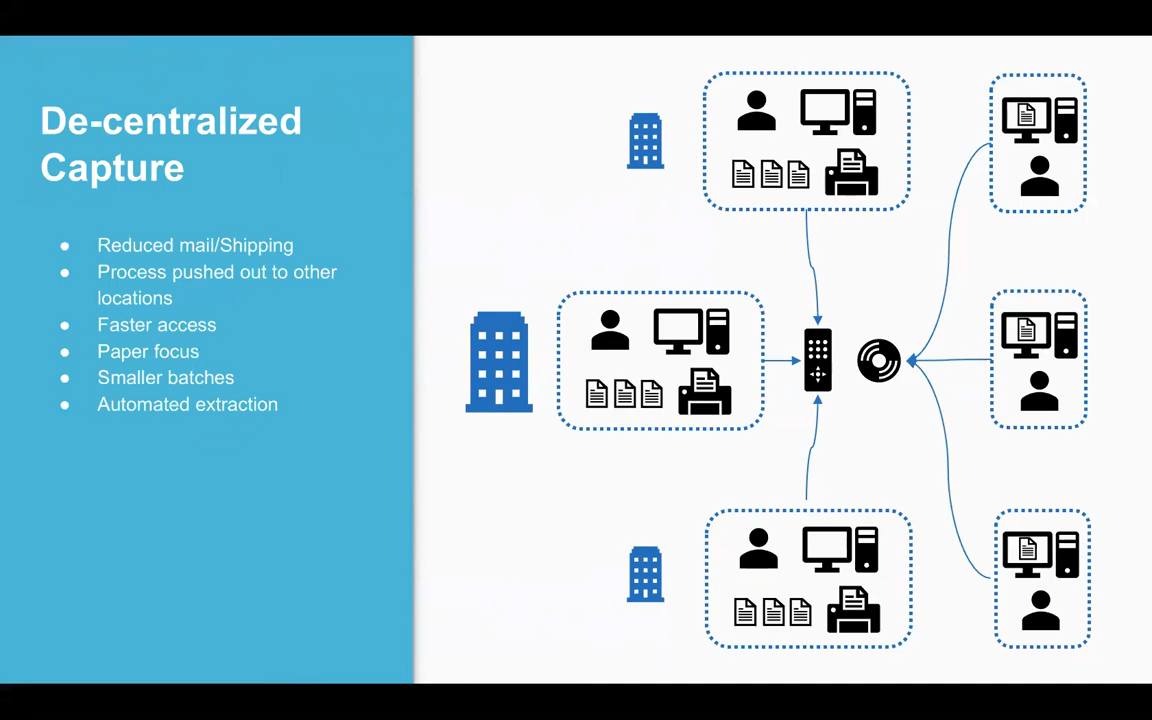 De-centralized
Capture
● Reduced mail/Shipping
● Process pushed out to other
locations
● Faster access
● Paper focus
● Smaller batches
● Automated extraction